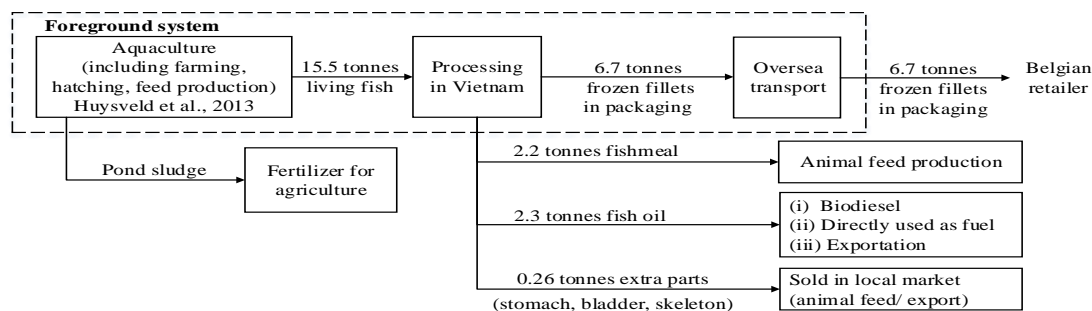 Foreground system
Aquaculture
(including farming,
hatching, feed production)
Huysveld et al., 2013
15.5 tonnes
living fish
Processing
in Vietnam
6.7 tonnes
frozen fillets
in packaging
Oversea
transport
6.7 tonnes
frozen fillets
in packaging
Belgian
retailer
Pond sludge
Fertilizer for
agriculture
2.2 tonnes fishmeal
Animal feed production
2.3 tonnes fish oil
(i) Biodiesel
(ii) Directly used as fuel
(iii) Exportation
0.26 tonnes extra parts
(stomach, bladder, skeleton)
Sold in local market
(animal feed/ export)